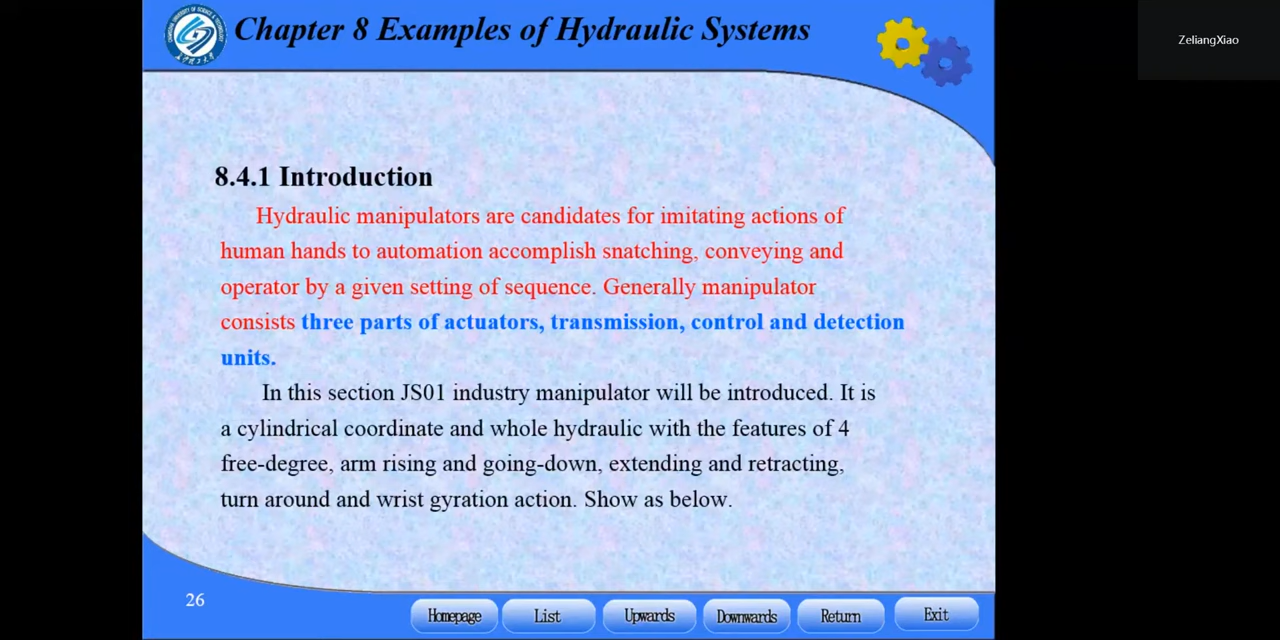 Chapter 8 Examples of Hydraulic Systems
ZeliangXiao
8.4.1 Introduction
Hydraulic manipulators are candidates for imitating actions of
human hands to automation accomplish snatching, conveying and
operator by a given setting of sequence. Generally manipulator
consists three parts of actuators, transmission, control and detection
units.
In this section JS01 industry manipulator will be introduced. It is
a cylindrical coordinate and whole hydraulic with the features of 4
free-degree, arm rising and going-down, extending and retracting,
turn around and wrist gyration action. Show as below.
26
Homepage List Upwards Downwards Return Exit